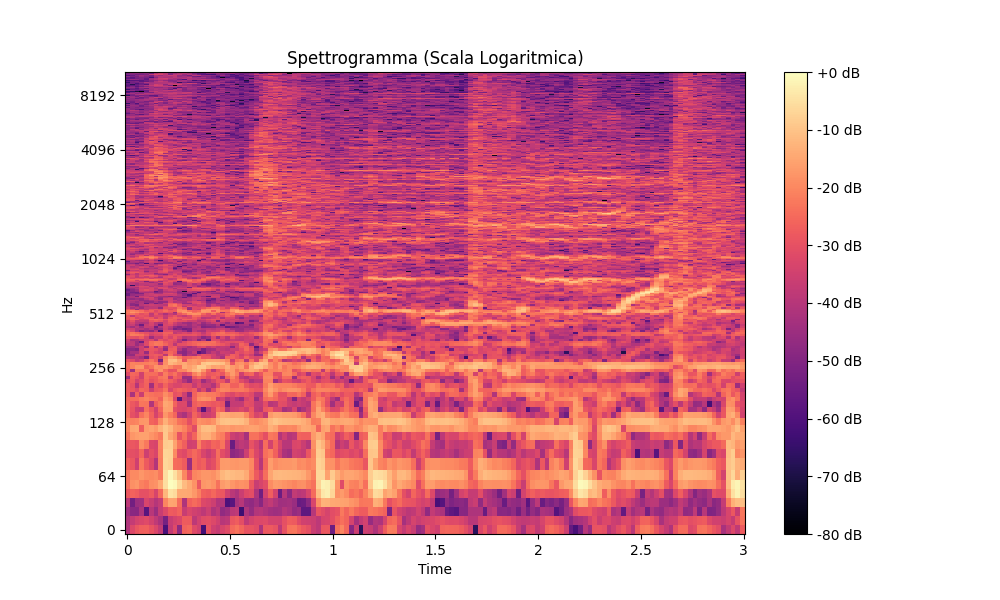 Spettrogramma (Scala Logaritmica)
8192
4096
2048
1024
512
256
128
64
0
Hz
0
0.5
1
1.5
2
2.5
3
Time
+0 dB
-10 dB
-20 dB
-30 dB
-40 dB
-50 dB
-60 dB
-70 dB
-80 dB